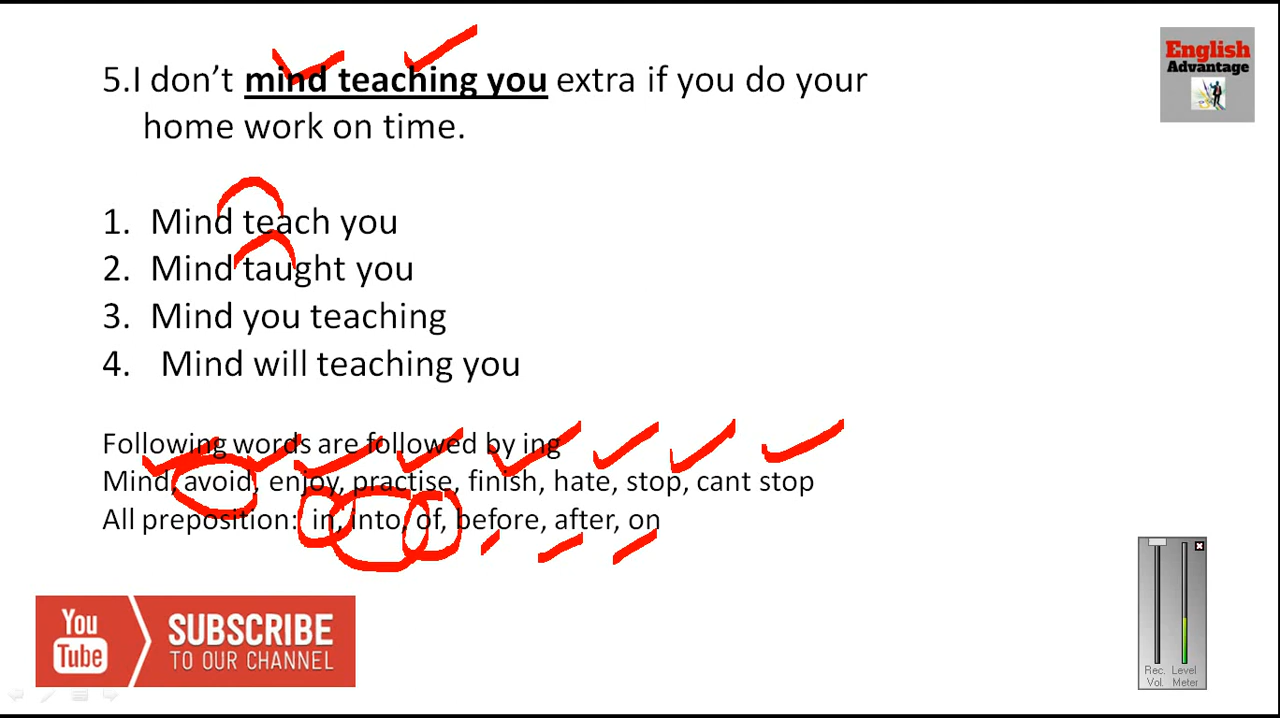 5.I don't mind teaching you extra if you do your
home work on time.
English
Advantage
1. Mind teach you
2. Mind taught you
3. Mind you teaching
4. Mind will teaching you
Following words are followed by ing
Mind, avoid, enjoy, practise, finish, hate, stop, cant stop
All preposition: in, into, of, before, after, on
You
Tube
SUBSCRIBE
TO OUR CHANNEL
Rec. Level
Vol. Meter